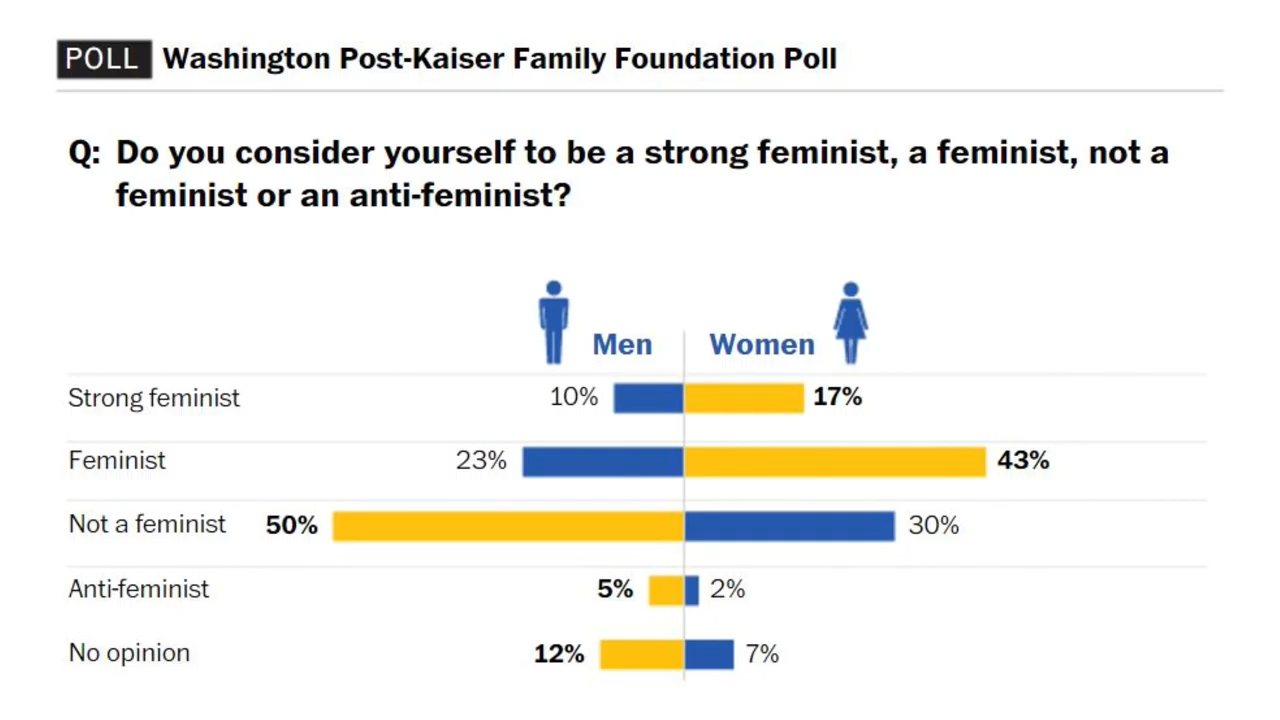 POLL Washington Post-Kaiser Family Foundation Poll
Q: Do you consider yourself to be a strong feminist, a feminist, not a
feminist or an anti-feminist?
Men Women
Strong feminist 10% 17%
Feminist 23% 43%
Not a feminist 50% 30%
Anti-feminist 5% 2%
No opinion 12% 7%